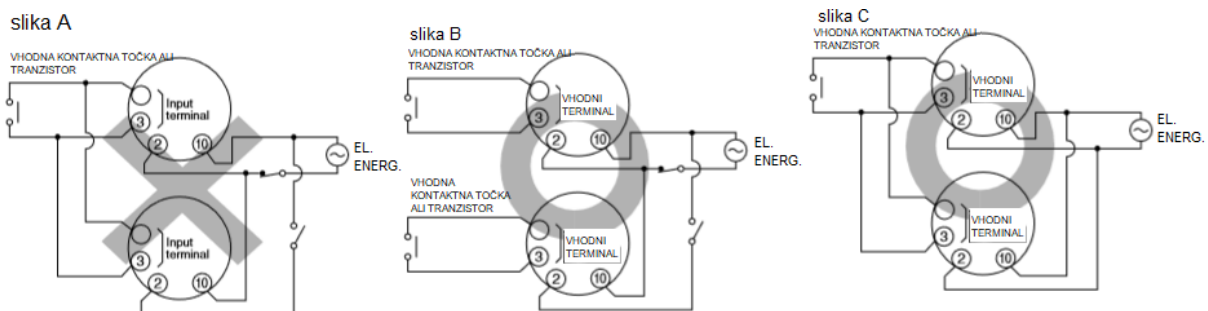 slika A
VHODNA KONTAKTNA TOČKA ALI
TRANZISTOR
Input
terminal
3
2
10
EL.
ENERG.
Input
terminal
3
2
10
slika B
VHODNA KONTAKTNA TOČKA ALI
TRANZISTOR
VHODNI
TERMINAL
3
2
10
EL.
ENERG.
VHODNA
KONTAKTNA TOČKA
ALI TRANZISTOR
VHODNI
TERMINAL
3
2
10
slika C
VHODNA KONTAKTNA TOČKA ALI
TRANZISTOR
VHODNI
TERMINAL
3
2
10
EL.
ENERG.
VHODNI
TERMINAL
3
2
10